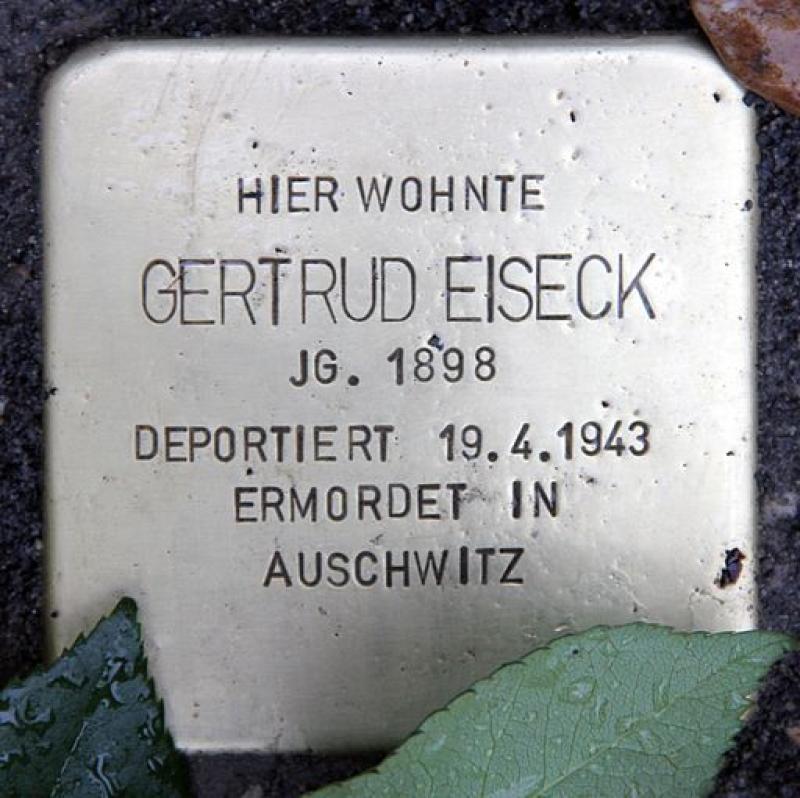 HIER WOHNTE
GERTRUD EISECK
JG. 1898
DEPORTIERT 19.4.1943
ERMORDET IN
AUSCHWITZ